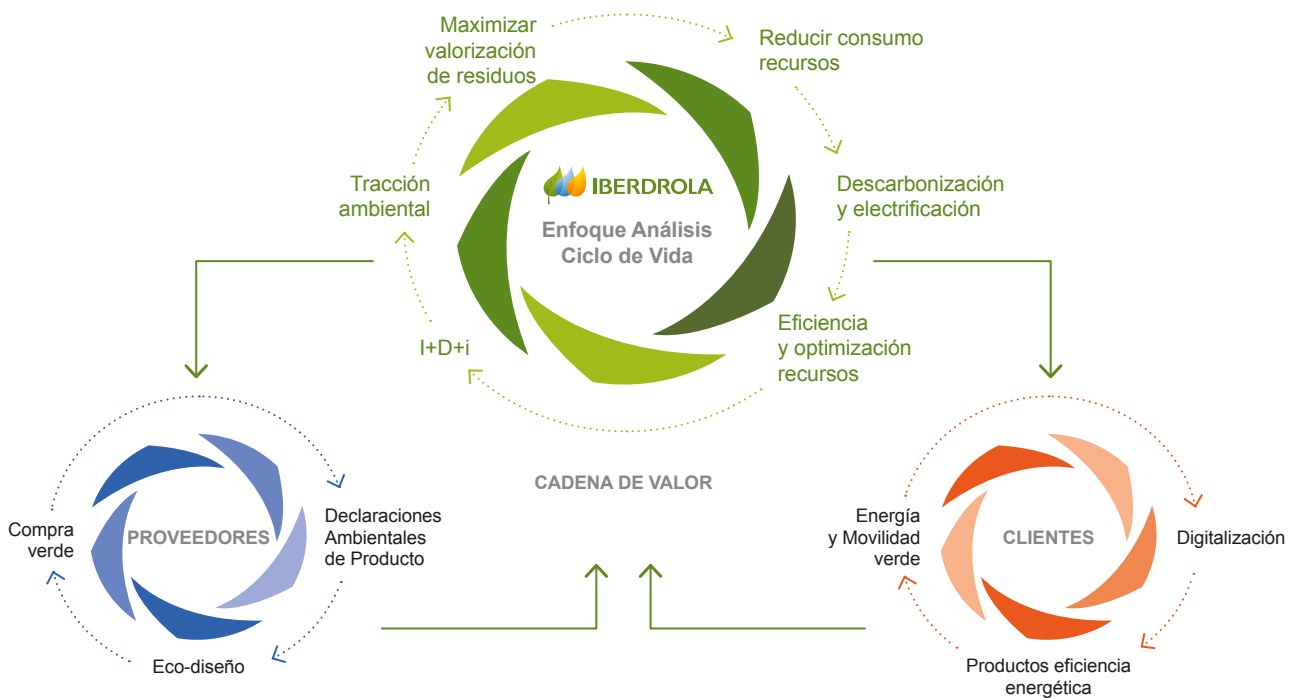 Maximizar
valorización
de residuos
Reducir consumo
recursos
Tracción
ambiental
IBERDROLA
Enfoque Análisis
Ciclo de Vida
Descarbonización
y electrificación
I+D+i
Eficiencia
y optimización
recursos
CADENA DE VALOR
Compra
verde
PROVEEDORES
Declaraciones
Ambientales
de Producto
Eco-diseño
Energía
y Movilidad
verde
CLIENTES
Digitalización
Productos eficiencia
energética